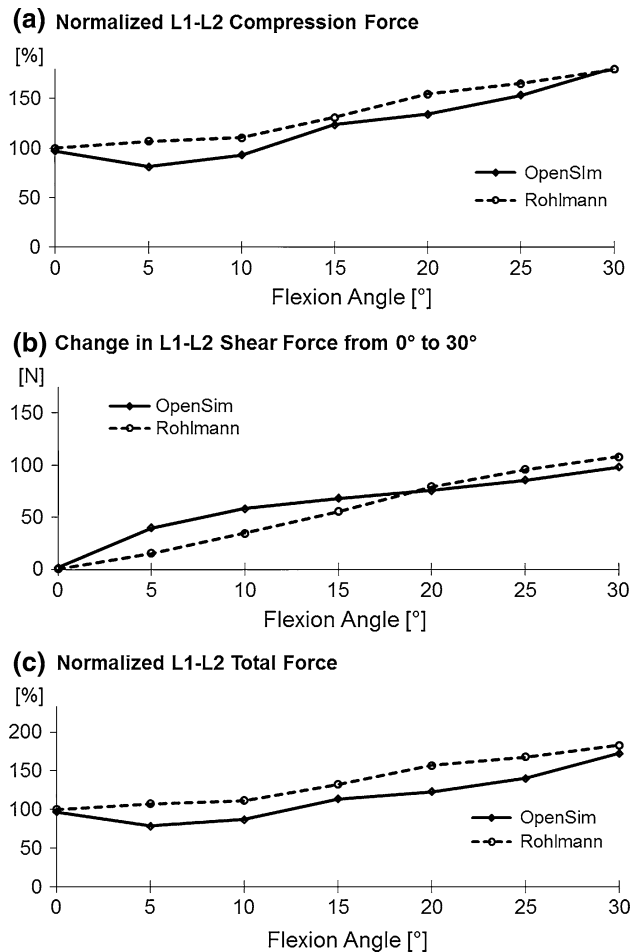 (a) Normalized L1-L2 Compression Force
[%]
150
100
50
0
0 5 10 15 20 25 30
OpenSIm
Rohlmann
Flexion Angle [°]
(b) Change in L1-L2 Shear Force from 0° to 30°
[N]
150
100
50
0
0 5 10 15 20 25 30
OpenSim
Rohlmann
Flexion Angle [°]
(c) Normalized L1-L2 Total Force
[%]
200
150
100
50
0
0 5 10 15 20 25 30
OpenSim
Rohlmann
Flexion Angle [°]